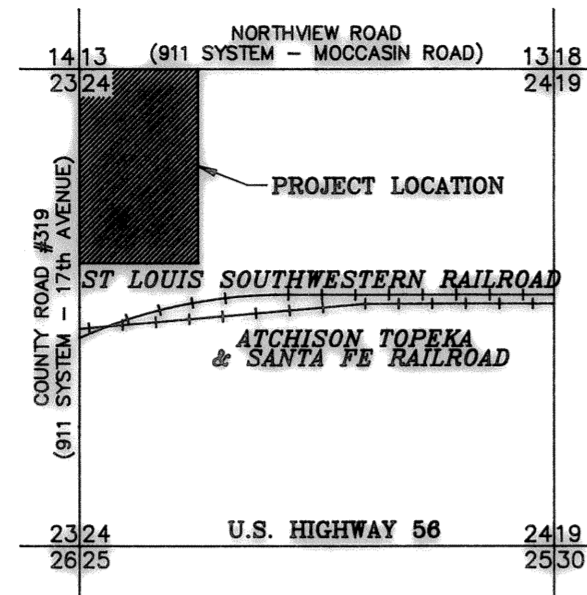 NORTHVIEW ROAD
(911 SYSTEM – MOCCASIN ROAD)
14 13
23 24
13 18
24 19
COUNTY ROAD #319
(911 SYSTEM – 17th AVENUE)
PROJECT LOCATION
ST LOUIS SOUTHWESTERN RAILROAD
ATCHISON TOPEKA
& SANTA FE RAILROAD
U.S. HIGHWAY 56
23 24
26 25
24 19
25 30